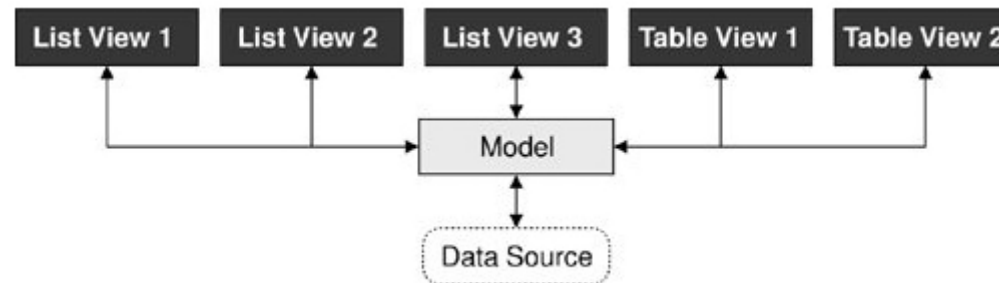 List View 1
List View 2
List View 3
Table View 1
Table View 2
Model
Data Source